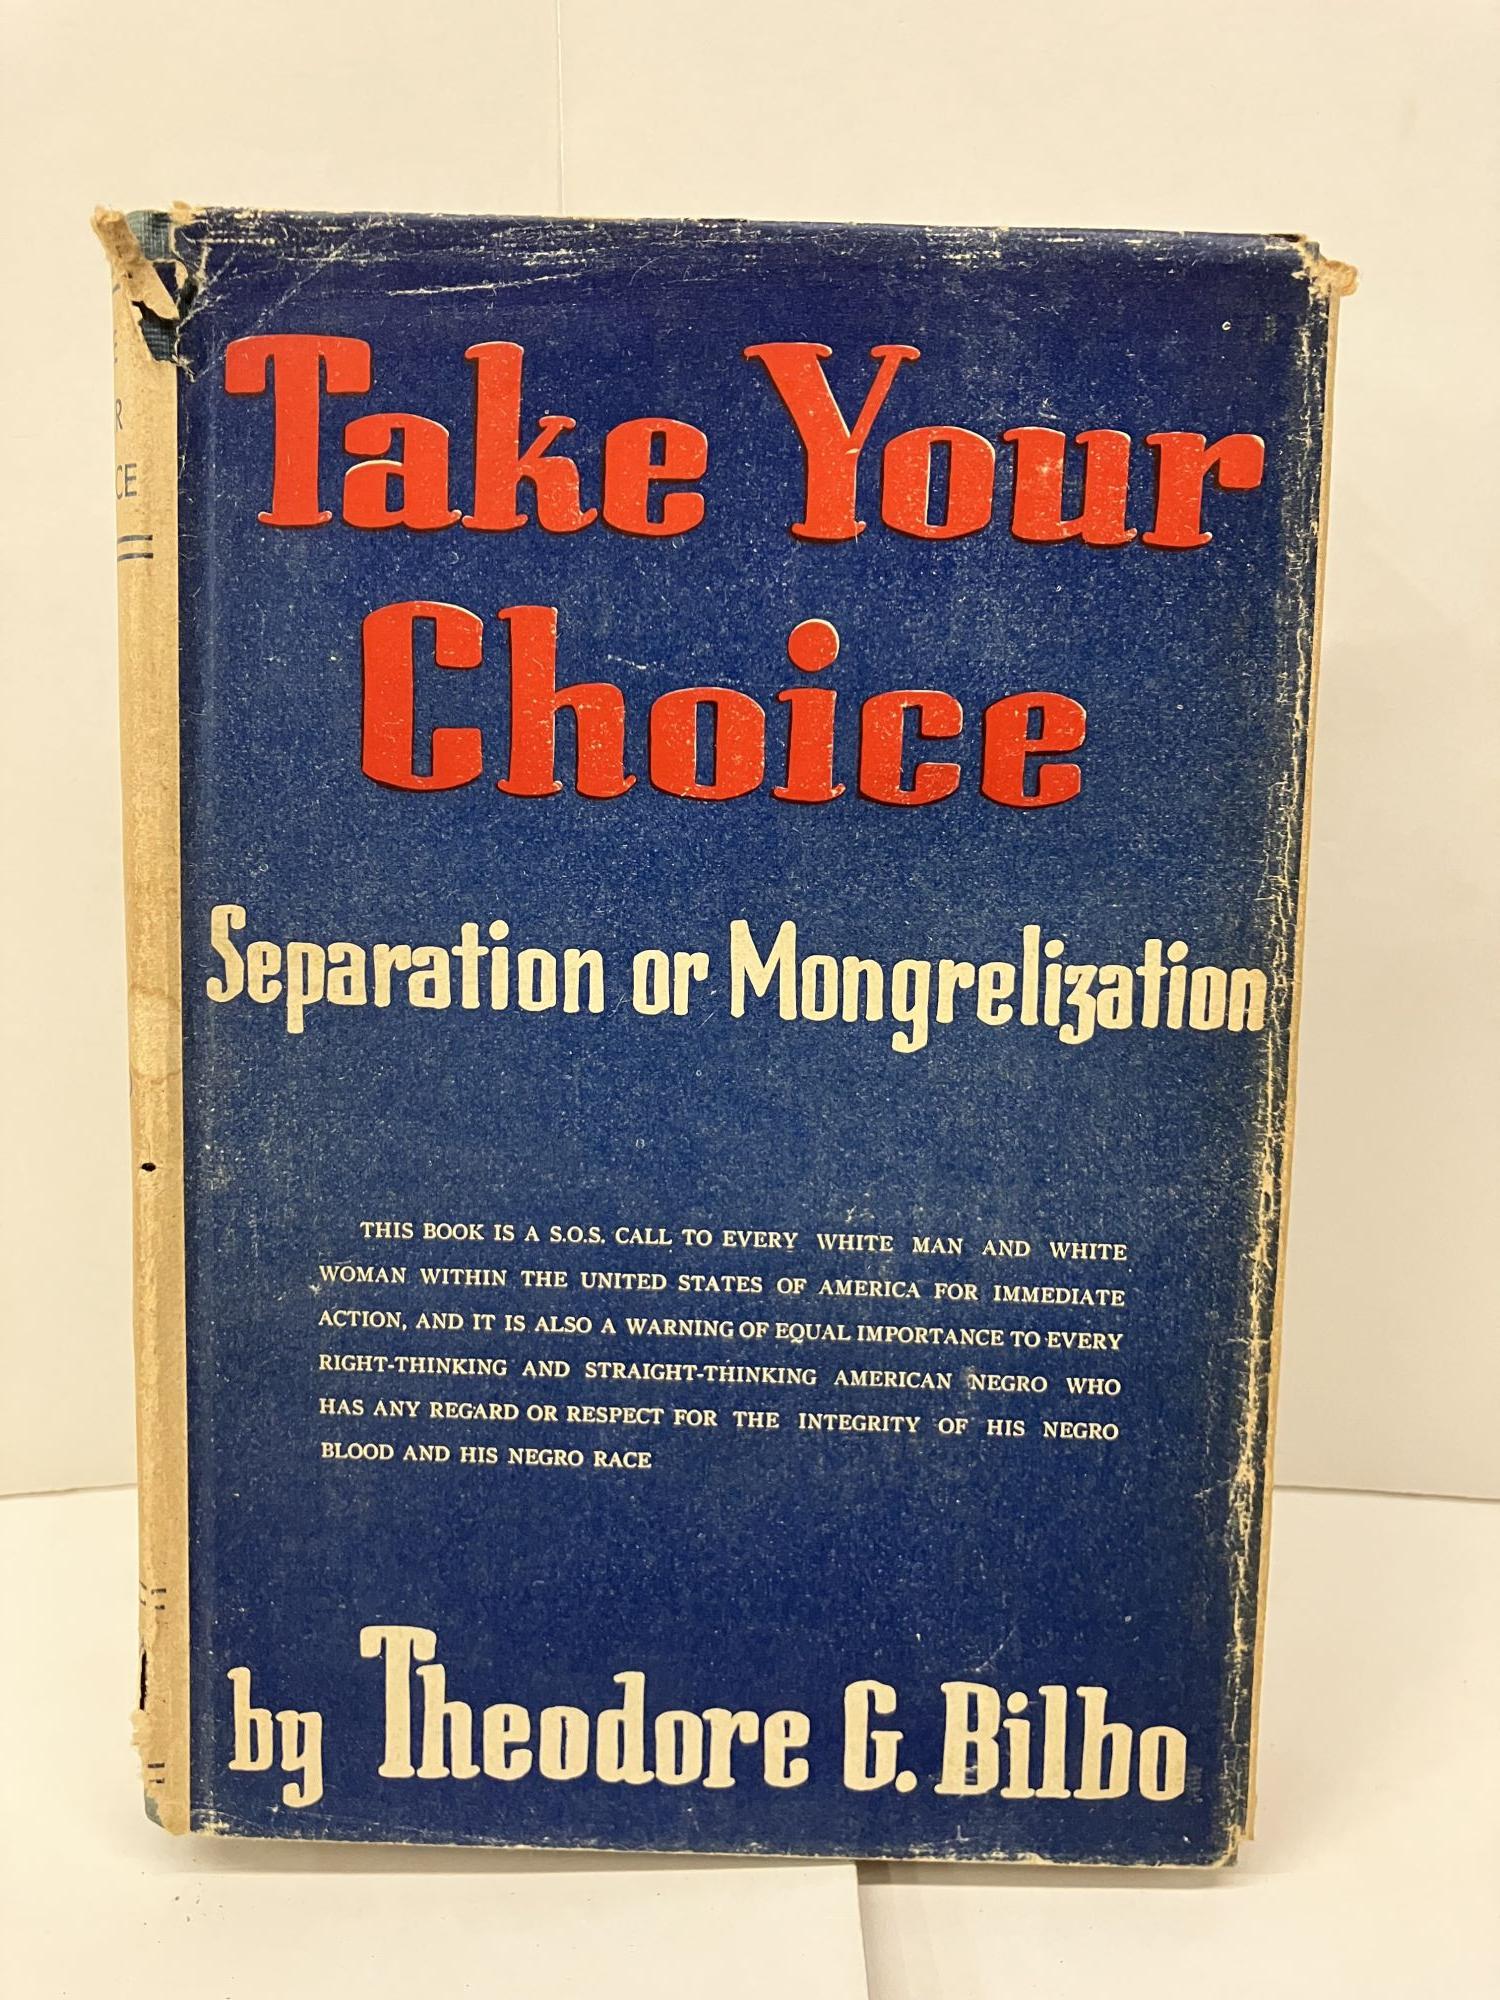 Take Your
Choice
Separation or Mongrelization
THIS BOOK IS A S.O.S. CALL TO EVERY WHITE MAN AND WHITE
WOMAN WITHIN THE UNITED STATES OF AMERICA FOR IMMEDIATE
ACTION, AND IT IS ALSO A WARNING OF EQUAL IMPORTANCE TO EVERY
RIGHT-THINKING AND STRAIGHT-THINKING AMERICAN NEGRO WHO
HAS ANY REGARD OR RESPECT FOR THE INTEGRITY OF HIS NEGRO
BLOOD AND HIS NEGRO RACE
by Theodore G. Bilbo